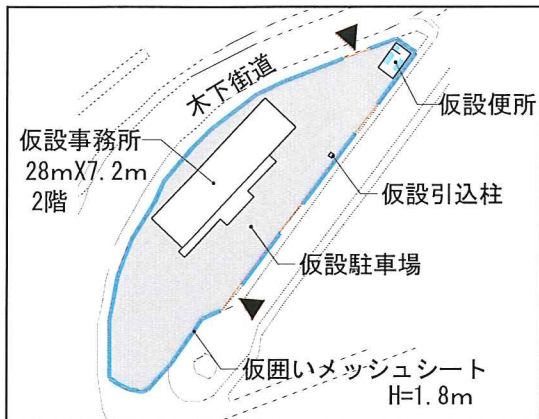 木下街道
仮設便所
仮設事務所
28mX7.2m
2階
仮設引込柱
仮設駐車場
仮囲いメッシュシート
H=1.8m